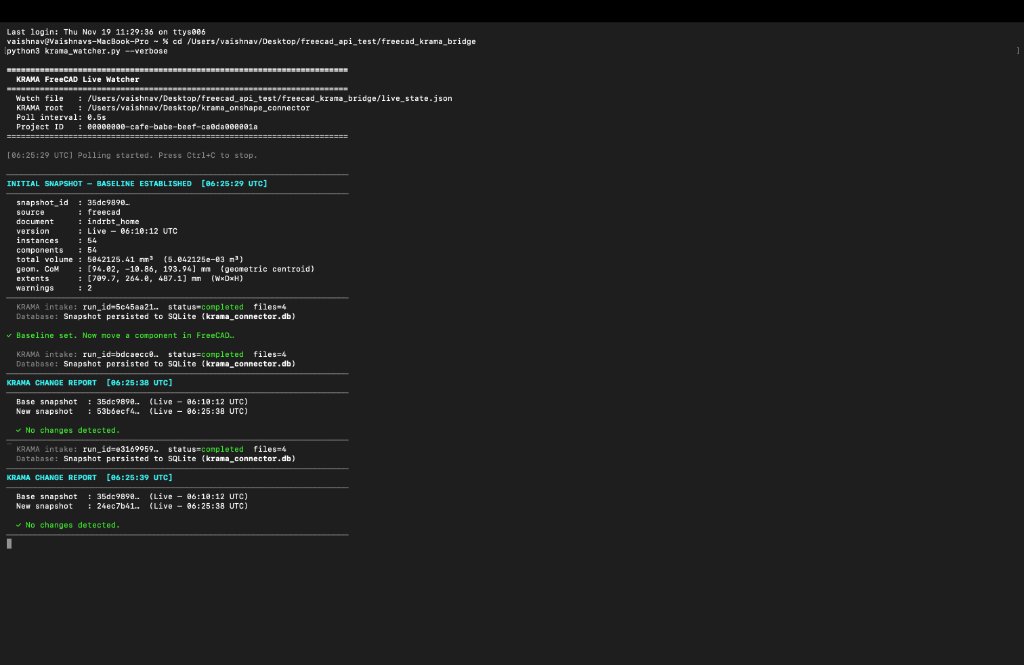 Last login: Thu Nov 19 11:29:36 on ttys006
vaishnav@Vaishnavs-MacBook-Pro ~ % cd /Users/vaishnav/Desktop/freecad_api_test/freecad_krama_bridge
python3 krama_watcher.py --verbose
======================================================================
KRAMA FreeCAD Live Watcher
======================================================================
Watch file : /Users/vaishnav/Desktop/freecad_api_test/freecad_krama_bridge/live_state.json
KRAMA root : /Users/vaishnav/Desktop/krama_onshape_connector
Poll interval: 0.5s
Project ID : 00000000-cafe-babe-beef-ca0da000001a
======================================================================
[06:25:29 UTC] Polling started. Press Ctrl+C to stop.
INITIAL SNAPSHOT — BASELINE ESTABLISHED [06:25:29 UTC]
snapshot_id : 35dc9890…
source : freecad
document : indrbt_home
version : Live — 06:10:12 UTC
instances : 54
components : 54
total volume : 5042125.41 mm³ (5.042125e-03 m³)
geom. CoM : [94.02, -10.86, 193.94] mm (geometric centroid)
extents : [709.7, 264.0, 487.1] mm (W×D×H)
warnings : 2
KRAMA intake: run_id=5c45aa21… status=completed files=4
Database: Snapshot persisted to SQLite (krama_connector.db)
✓ Baseline set. Now move a component in FreeCAD…
KRAMA intake: run_id=bdcaecc0… status=completed files=4
Database: Snapshot persisted to SQLite (krama_connector.db)
KRAMA CHANGE REPORT [06:25:38 UTC]
Base snapshot : 35dc9890… (Live — 06:10:12 UTC)
New snapshot : 53b6ecf4… (Live — 06:25:38 UTC)
✓ No changes detected.
KRAMA intake: run_id=e3169959… status=completed files=4
Database: Snapshot persisted to SQLite (krama_connector.db)
KRAMA CHANGE REPORT [06:25:39 UTC]
Base snapshot : 35dc9890… (Live — 06:10:12 UTC)
New snapshot : 24ec7b41… (Live — 06:25:38 UTC)
✓ No changes detected.